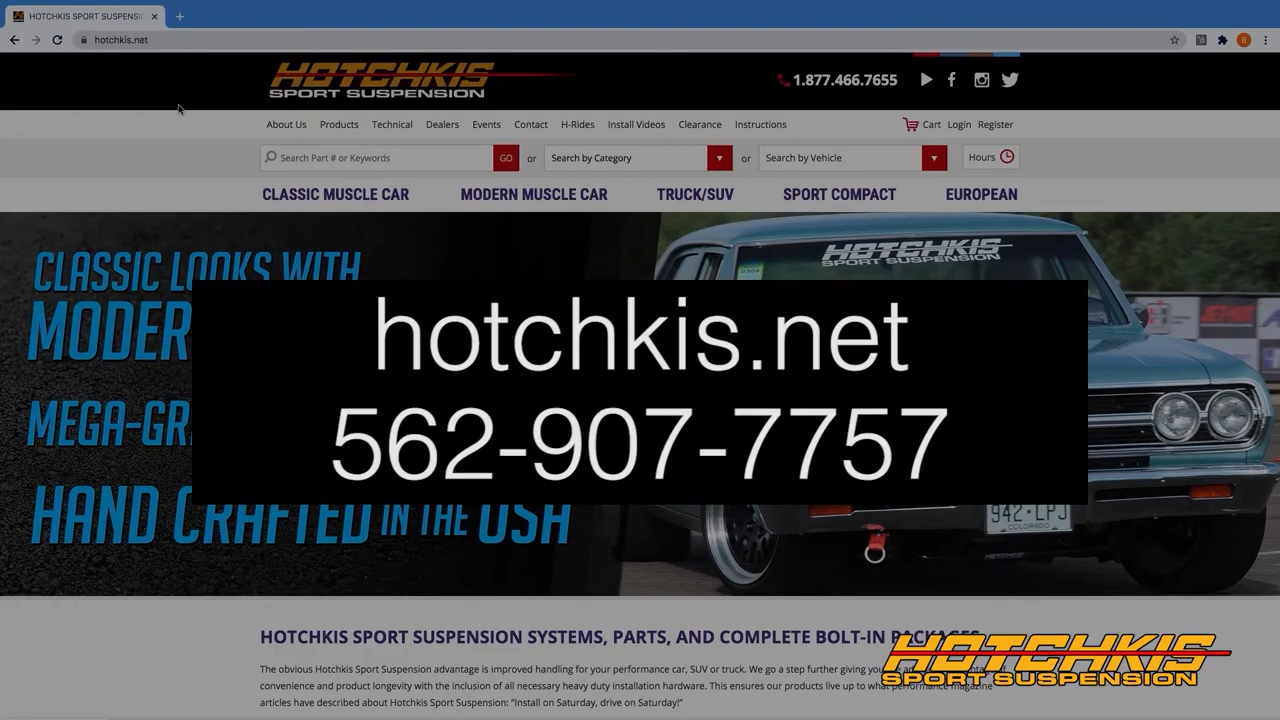 HOTCHKIS SPORT SUSPENSI
hotchkis.net
B
HOTCHKIS
SPORT SUSPENSION
1.877.466.7655
About Us Products Technical Dealers Events Contact H-Rides Install Videos Clearance Instructions Cart Login Register
Search Part # or Keywords GO or Search by Category or Search by Vehicle Hours
CLASSIC MUSCLE CAR MODERN MUSCLE CAR TRUCK/SUV SPORT COMPACT EUROPEAN
CLASSIC LOOKS WITH
MODER
MEGA-GR
HAND CRAFTED IN THE USA
HOTCHKIS
SPORT SUSPENSION
hotchkis.net
562-907-7757
942-LPJ
COLORADO
HOTCHKIS SPORT SUSPENSION SYSTEMS, PARTS, AND COMPLETE BOLT-IN PACKAGES
The obvious Hotchkis Sport Suspension advantage is improved handling for your performance car, SUV or truck. We go a step further giving you
convenience and product longevity with the inclusion of all necessary heavy duty installation hardware. This ensures our products live up to what performance magazine
articles have described about Hotchkis Sport Suspension: “Install on Saturday, drive on Saturday!”
HOTCHKIS
SPORT SUSPENSION